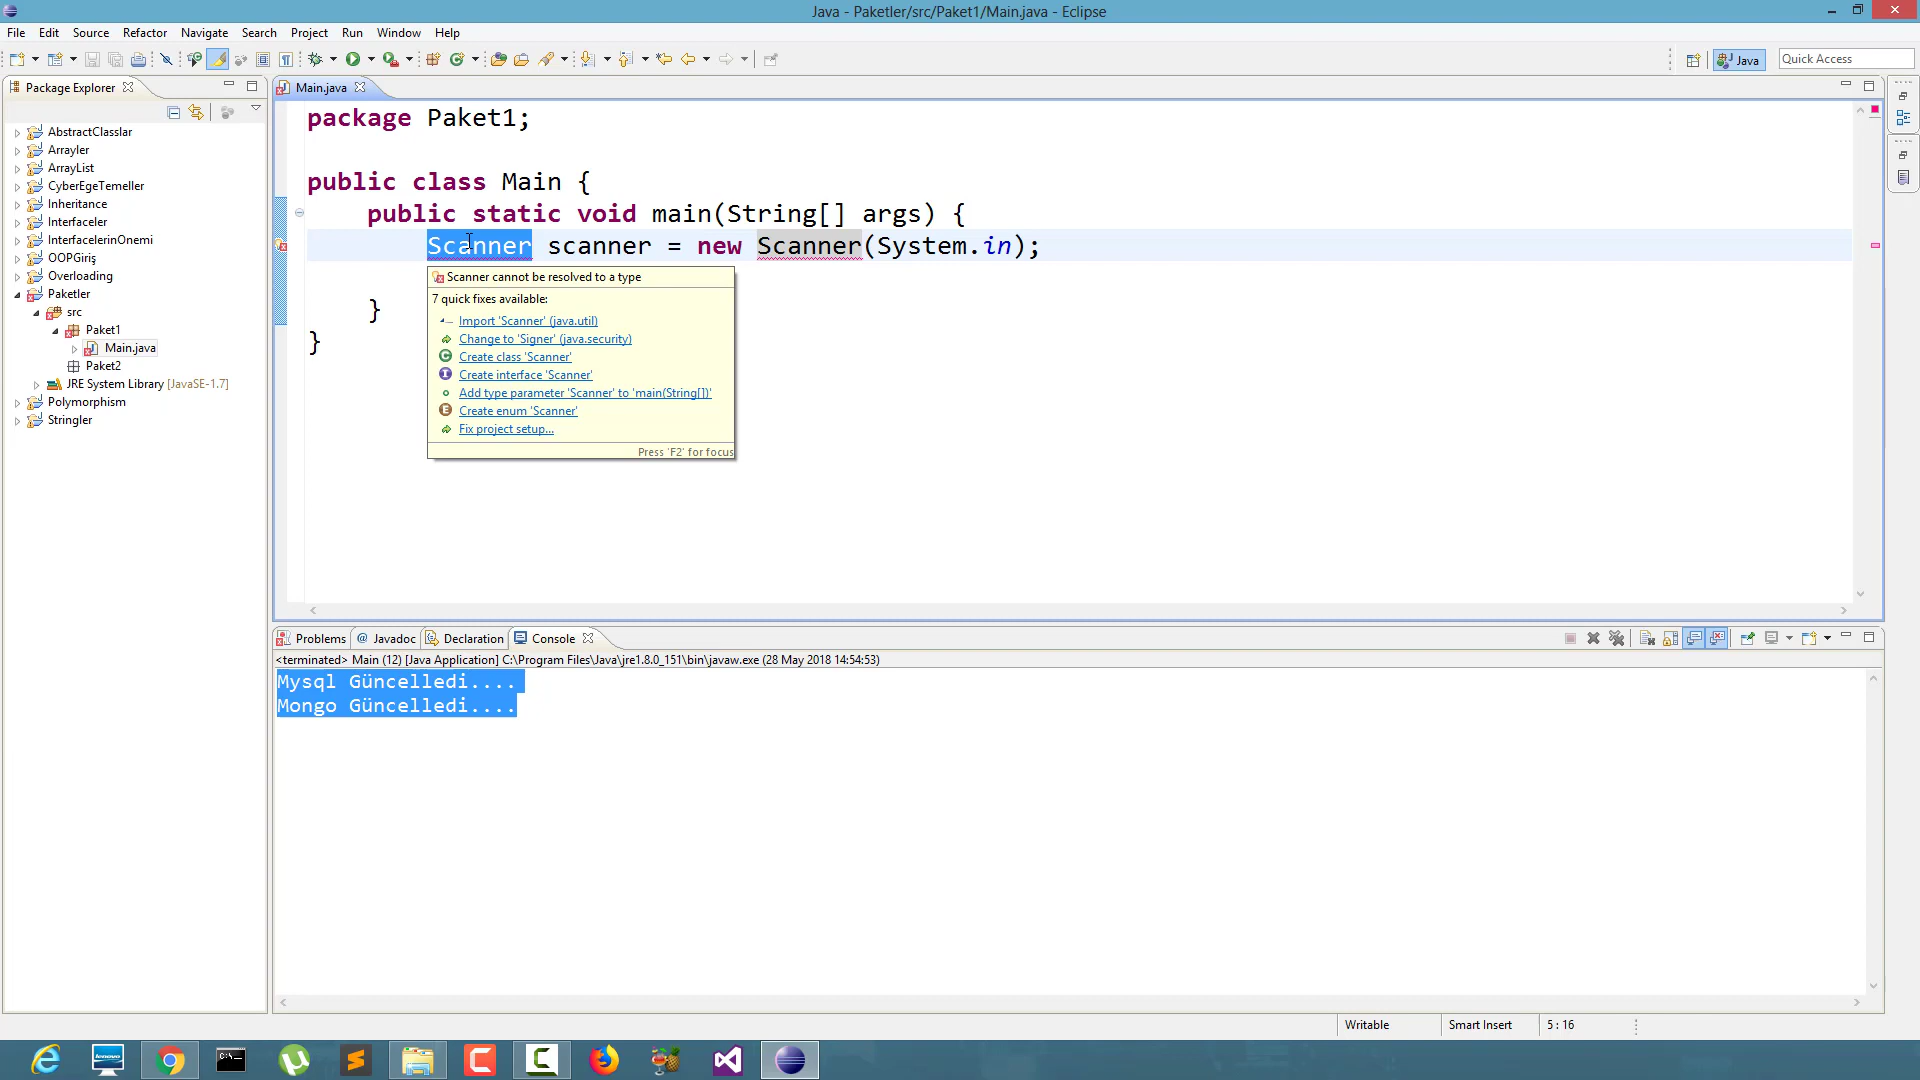 Java - Paketler/src/Paket1/Main.java - Eclipse
File Edit Source Refactor Navigate Search Project Run Window Help
Java
Quick Access
Package Explorer
Main.java
AbstractClasslar
Arrayler
ArrayList
CyberEgeTemeller
Inheritance
Interfaceler
InterfacelerinOnemi
OOPGiriş
Overloading
Paketler
src
Paket1
Main.java
Paket2
JRE System Library [JavaSE-1.7]
Polymorphism
Stringler
package Paket1;
public class Main {
public static void main(String[] args) {
Scanner scanner = new Scanner(System.in);
}
}
Scanner cannot be resolved to a type
7 quick fixes available:
Import 'Scanner' (java.util)
Change to 'Signer' (java.security)
Create class 'Scanner'
Create interface 'Scanner'
Add type parameter 'Scanner' to 'main(String[])'
Create enum 'Scanner'
Fix project setup...
Press 'F2' for focus
Problems @ Javadoc Declaration Console
<terminated> Main (12) [Java Application] C:\Program Files\Java\jre1.8.0_151\bin\javaw.exe (28 May 2018 14:54:53)
Mysql Güncelledi....
Mongo Güncelledi....
Writable Smart Insert 5 : 16